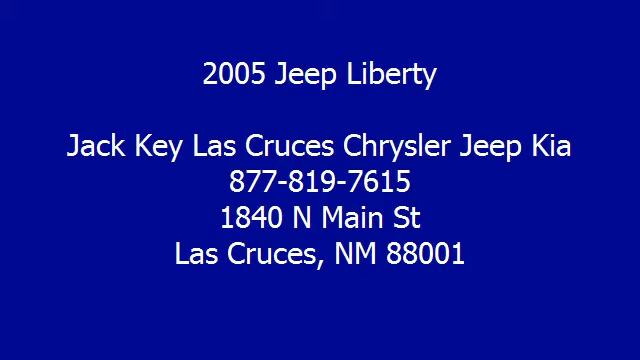 2005 Jeep Liberty
Jack Key Las Cruces Chrysler Jeep Kia
877-819-7615
1840 N Main St
Las Cruces, NM 88001